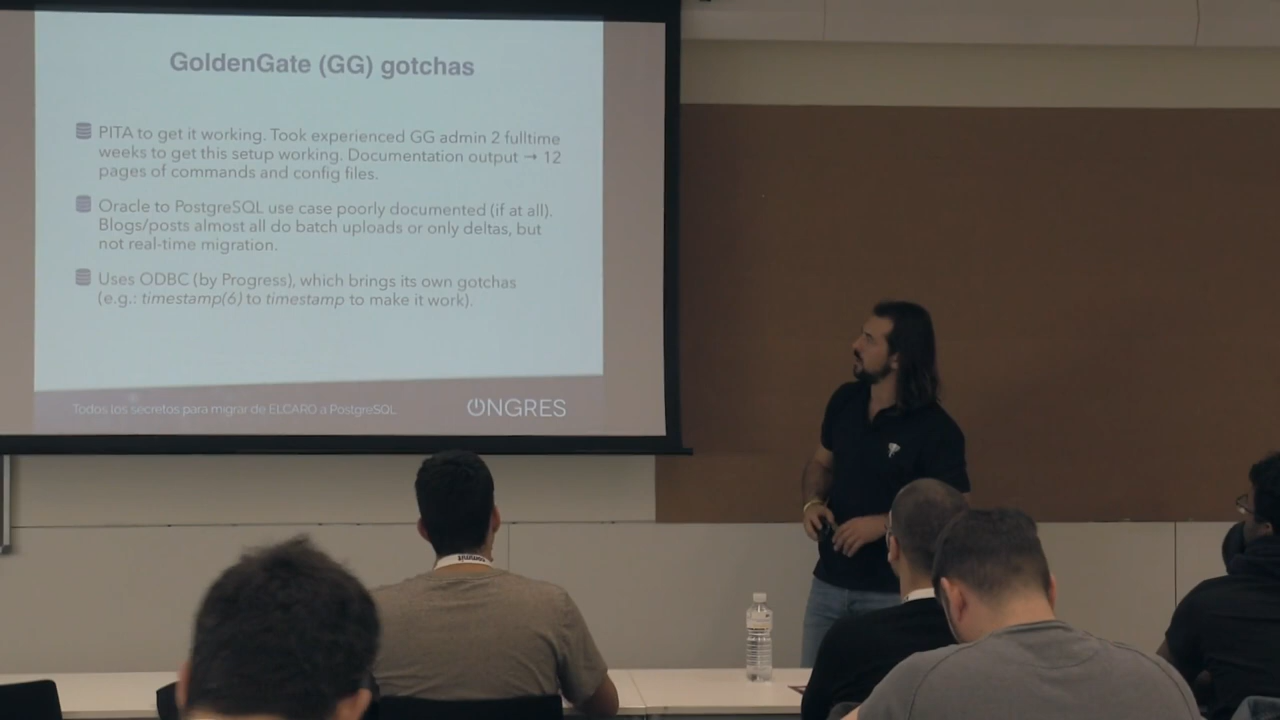 GoldenGate (GG) gotchas
PITA to get it working. Took experienced GG admin 2 fulltime
weeks to get this setup working. Documentation output → 12
pages of commands and config files.
Oracle to PostgreSQL use case poorly documented (if at all).
Blogs/posts almost all do batch uploads or only deltas, but
not real-time migration.
Uses ODBC (by Progress), which brings its own gotchas
(e.g.: timestamp(6) to timestamp to make it work).
Todos los secretos para migrar de ELCARO a PostgreSQL
ONGRES